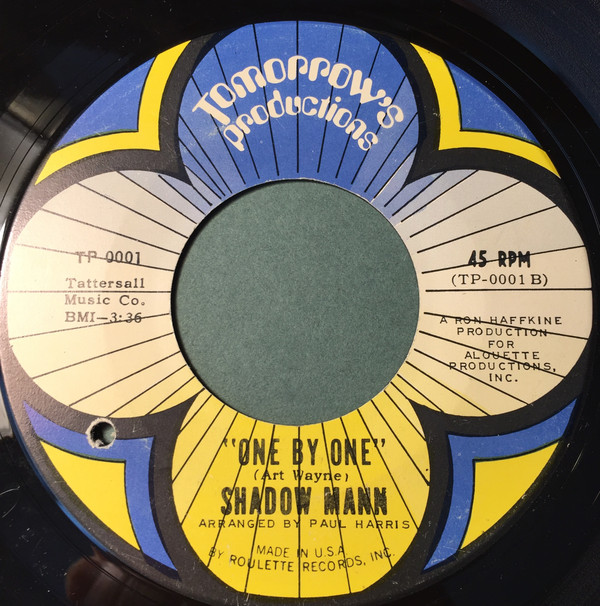 Tomorrow's
productions
TP-0001
Tattersall
Music Co.
BMI—3:36
45 RPM
(TP-0001 B)
A RON HAFFKINE
PRODUCTION
FOR
ALOUETTE
PRODUCTIONS,
INC.
"ONE BY ONE"
(Art Wayne)
SHADOW MANN
ARRANGED BY PAUL HARRIS
MADE IN U.S.A
BY ROULETTE RECORDS, INC.